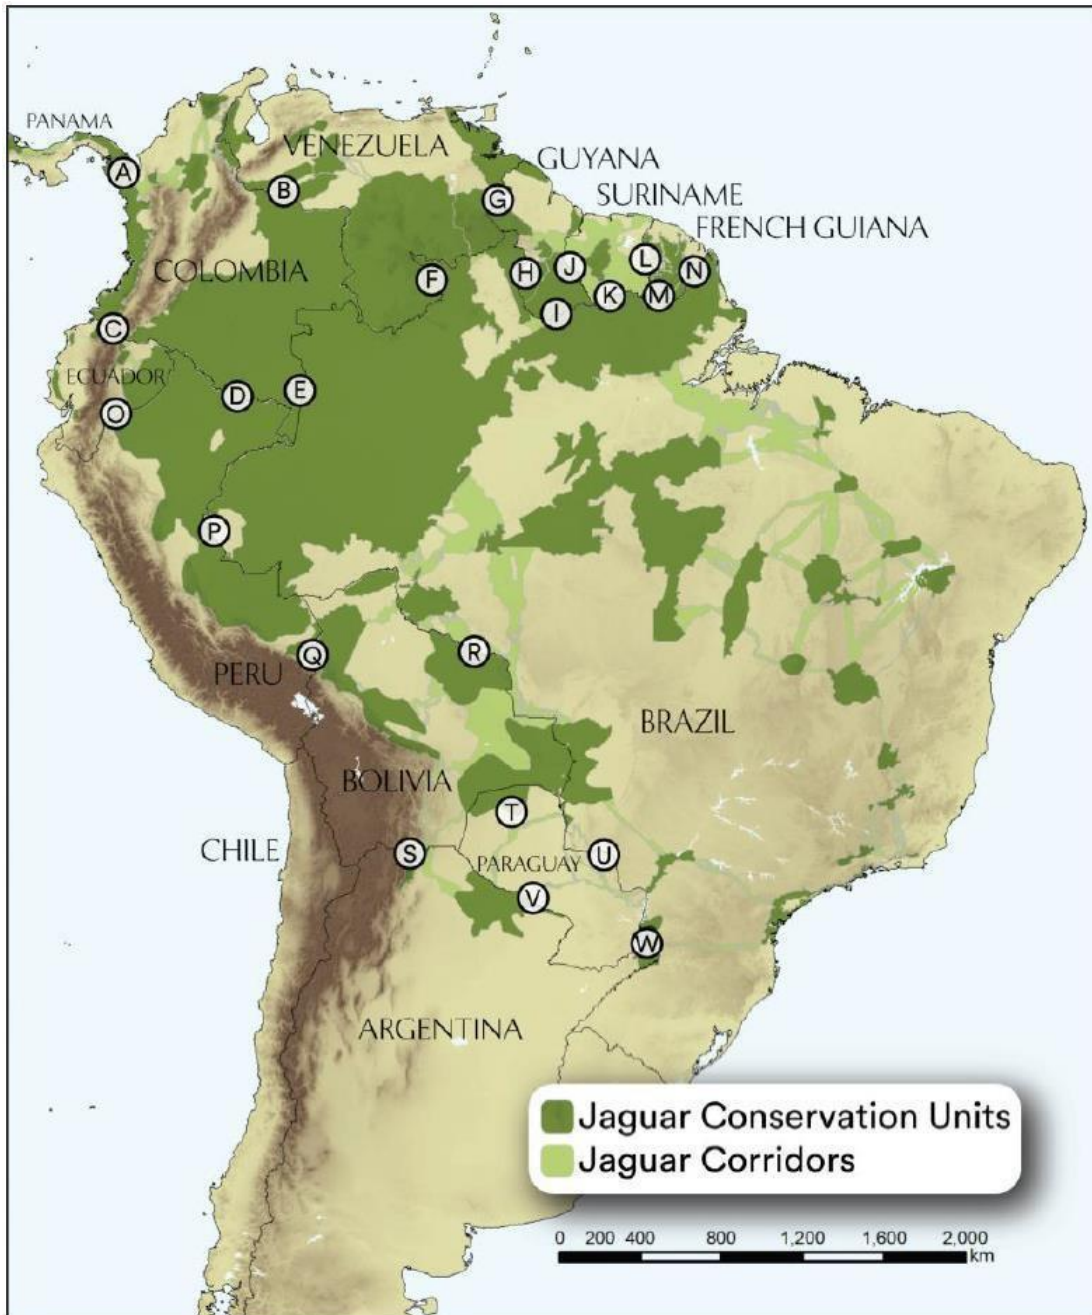 PANAMA
VENEZUELA
GUYANA
SURINAME
FRENCH GUIANA
A
B
G
COLOMBIA
F
H
J
L
N
K
M
I
C
ECUADOR
D
E
O
P
Q
R
PERU
BRAZIL
BOLIVIA
T
CHILE
S
PARAGUAY
U
V
W
ARGENTINA
Jaguar Conservation Units
Jaguar Corridors
0 200 400 800 1,200 1,600 2,000
km